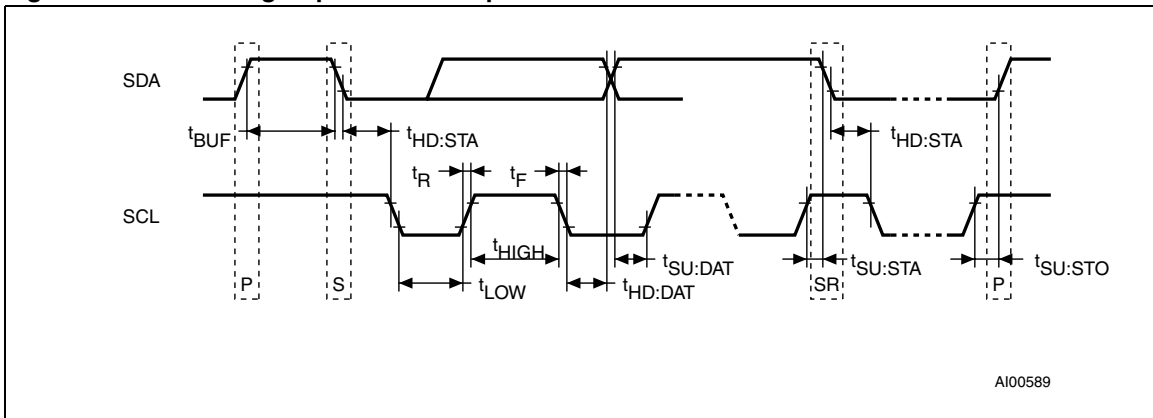 SDA
tBUF
tHD:STA
tHD:STA
tR
tF
SCL
tHIGH
tSU:DAT
tSU:STA
tSU:STO
P
S
tLOW
tHD:DAT
SR
P
AI00589